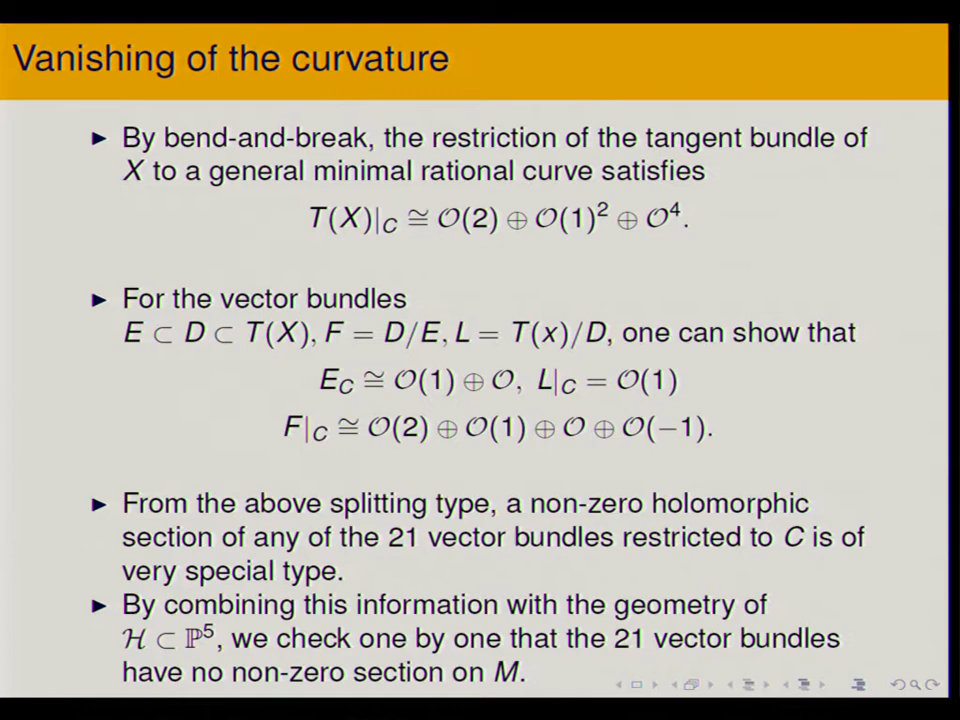 Vanishing of the curvature
▶ By bend-and-break, the restriction of the tangent bundle of
X to a general minimal rational curve satisfies
T(X)|_C ≅ 𝒪(2) ⊕ 𝒪(1)² ⊕ 𝒪⁴.
▶ For the vector bundles
E ⊂ D ⊂ T(X), F = D/E, L = T(x)/D, one can show that
E_C ≅ 𝒪(1) ⊕ 𝒪, L|_C = 𝒪(1)
F|_C ≅ 𝒪(2) ⊕ 𝒪(1) ⊕ 𝒪 ⊕ 𝒪(−1).
▶ From the above splitting type, a non-zero holomorphic
section of any of the 21 vector bundles restricted to C is of
very special type.
▶ By combining this information with the geometry of
ℋ ⊂ ℙ⁵, we check one by one that the 21 vector bundles
have no non-zero section on M.